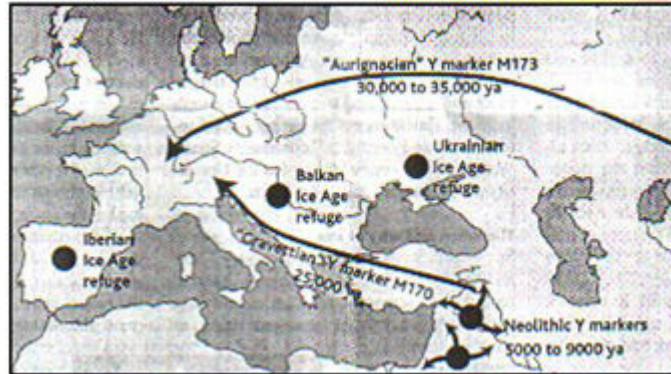 "Aurignacian" Y marker M173
30,000 to 35,000 ya
Ukrainian
Ice Age
refuge
Balkan
Ice Age
refuge
Iberian
Ice Age
refuge
"Gravettian" Y marker M170
25,000 ya
Neolithic Y markers
5000 to 9000 ya